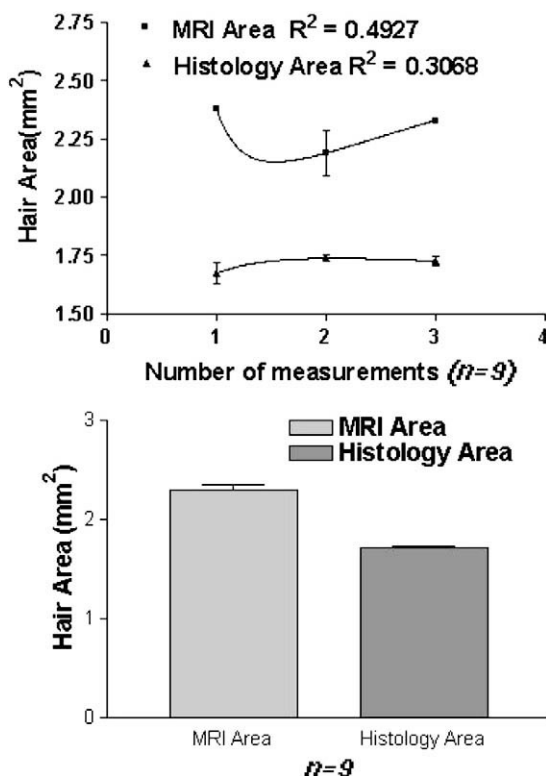 2.75
MRI Area R² = 0.4927
Histology Area R² = 0.3068
2.50
2.25
2.00
1.75
1.50
Hair Area(mm²)
0 1 2 3 4
Number of measurements (n=9)
3
MRI Area
Histology Area
2
1
0
Hair Area (mm²)
MRI Area Histology Area
n=9